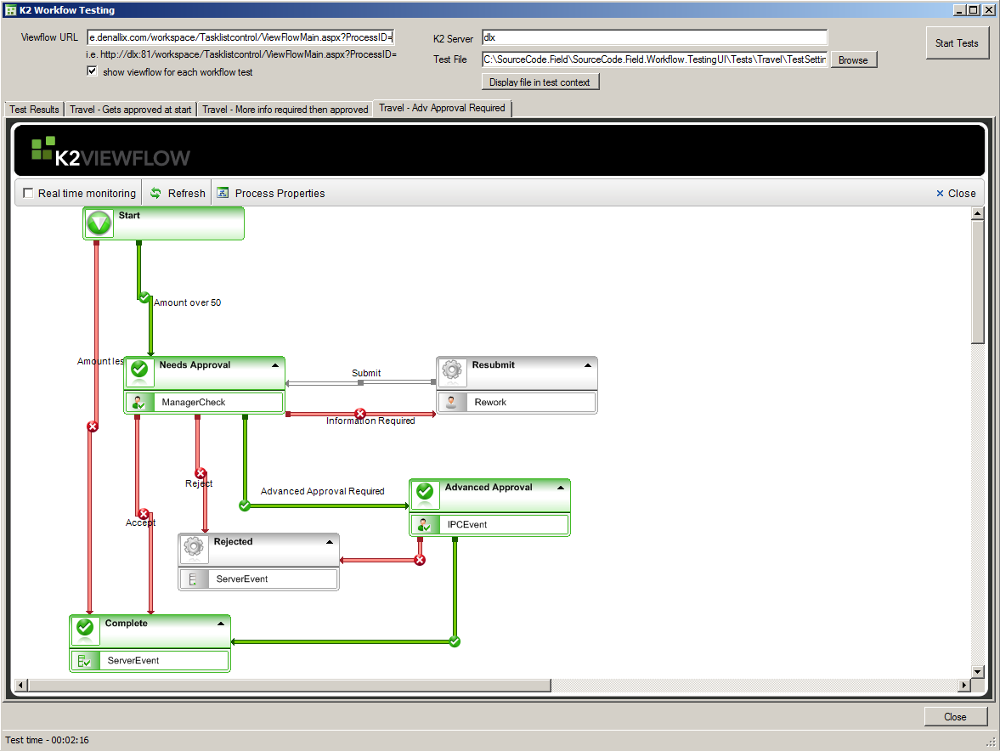 K2 Workfow Testing
Viewflow URL
e.denallix.com/workspace/Tasklistcontrol/ViewFlowMain.aspx?ProcessID=
K2 Server
dlx
Start Tests
i.e. http://dlx:81/workspace/Tasklistcontrol/ViewFlowMain.aspx?ProcessID=
Test File
C:\SourceCode.Field\SourceCode.Field.Workflow.TestingUI\Tests\Travel\TestSettin
Browse
show viewflow for each workflow test
Display file in test context
Test Results
Travel - Gets approved at start
Travel - More info required then approved
Travel - Adv Approval Required
K2VIEWFLOW
Real time monitoring
Refresh
Process Properties
Close
Start
Amount over 50
Amount les
Needs Approval
ManagerCheck
Submit
Resubmit
Rework
Information Required
Reject
Advanced Approval Required
Advanced Approval
IPCEvent
Accept
Rejected
ServerEvent
Complete
ServerEvent
Close
Test time - 00:02:16